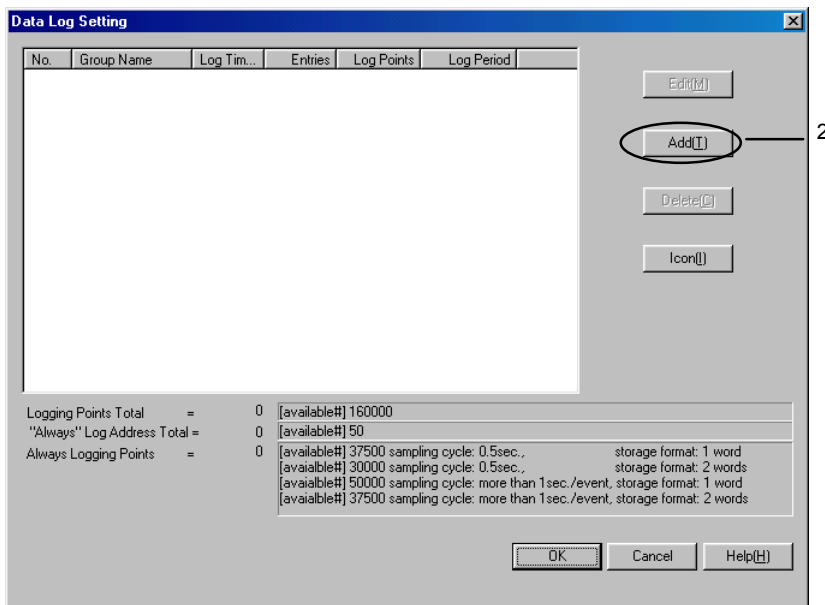 Data Log Setting
No. Group Name Log Tim... Entries Log Points Log Period
Edit(M)
Add(T)
2
Delete(C)
Icon(I)
Logging Points Total = 0 [available#] 160000
"Always" Log Address Total = 0 [available#] 50
Always Logging Points = 0 [available#] 37500 sampling cycle: 0.5sec., storage format: 1 word
[avaialble#] 30000 sampling cycle: 0.5sec., storage format: 2 words
[avaialble#] 50000 sampling cycle: more than 1sec./event, storage format: 1 word
[avaialble#] 37500 sampling cycle: more than 1sec./event, storage format: 2 words
OK Cancel Help(H)